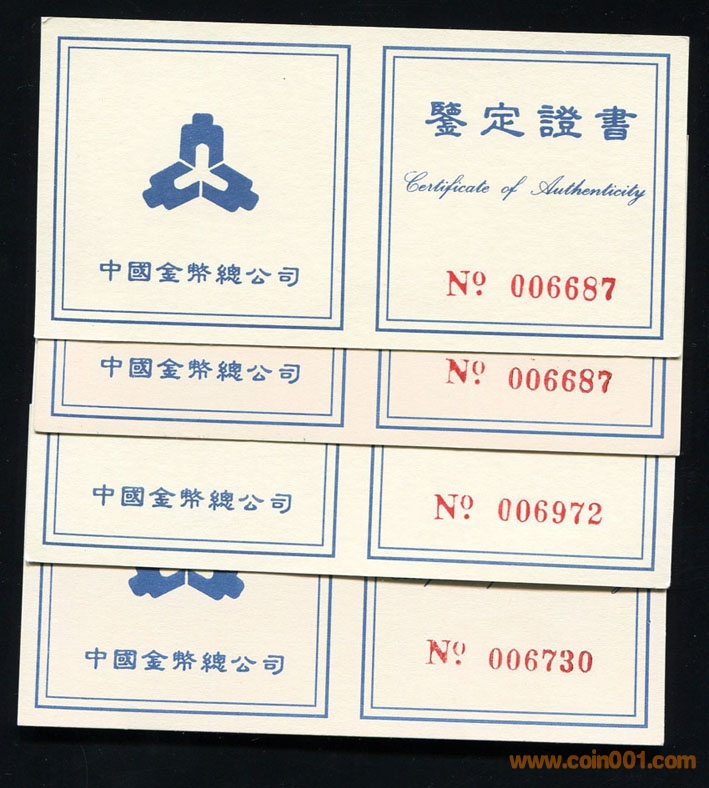 鑒定證書
Certificate of Authenticity
中國金幣總公司
Nº 006687
中國金幣總公司
Nº 006687
中國金幣總公司
Nº 006972
中國金幣總公司
Nº 006730
www.coin001.com